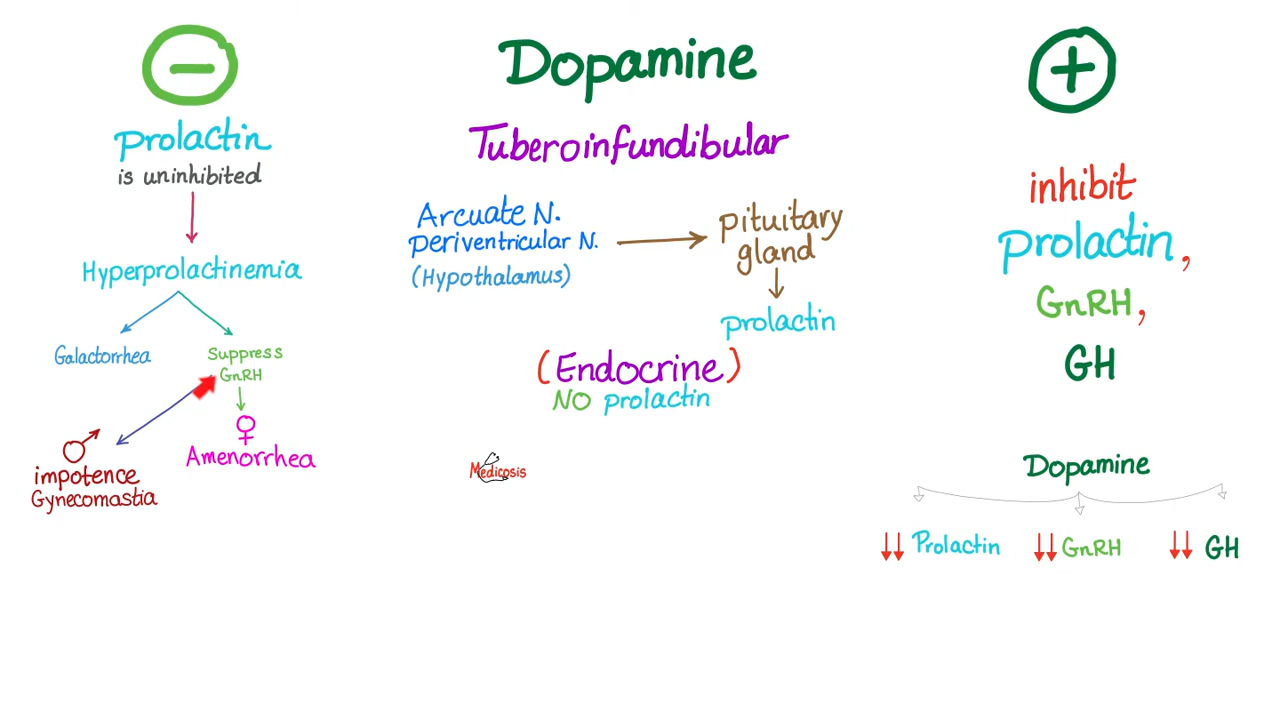 Dopamine
Tuberoinfundibular
Prolactin
is uninhibited
Hyperprolactinemia
Galactorrhea
Suppress
GnRH
Amenorrhea
impotence
Gynecomastia
Arcuate N.
periventricular N.
(Hypothalamus)
pituitary
gland
prolactin
(Endocrine)
NO prolactin
Medicosis
inhibit
prolactin,
GnRH,
GH
Dopamine
Prolactin
GnRH
GH